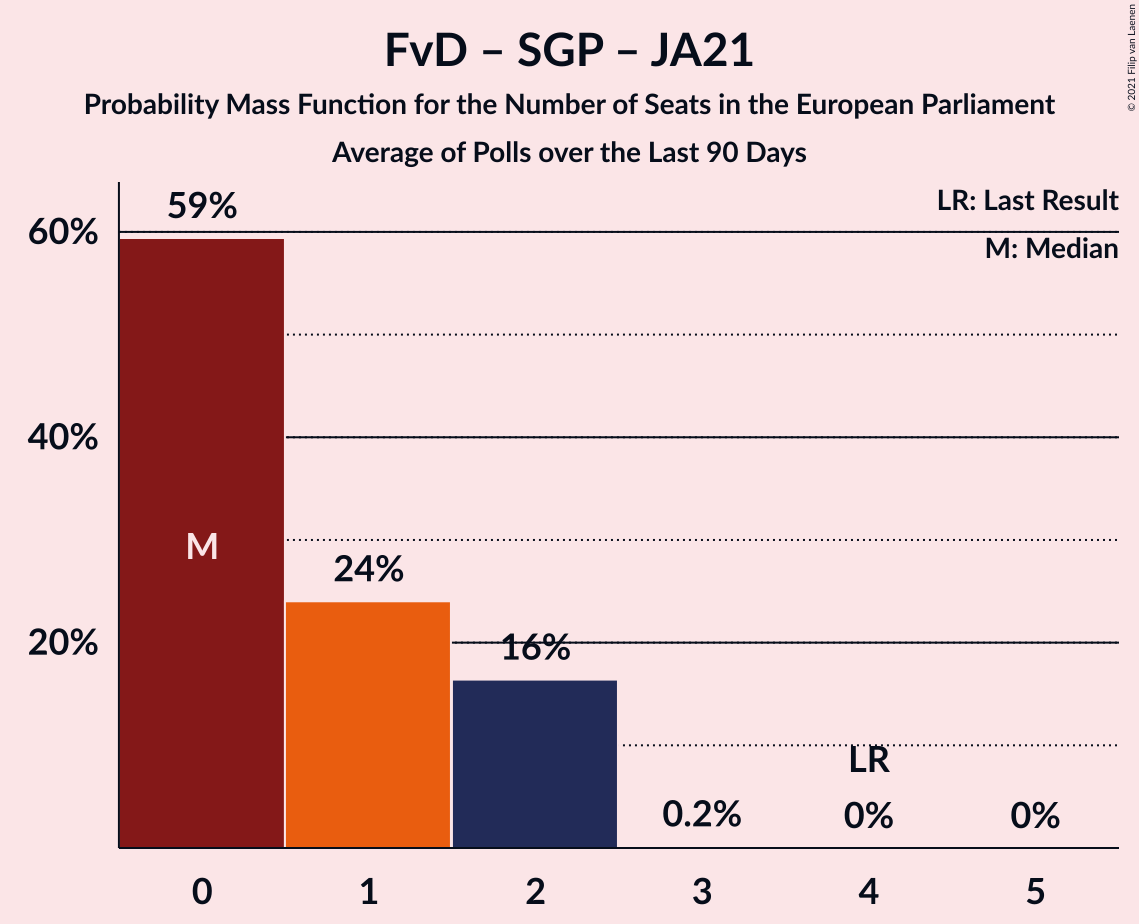 FvD – SGP – JA21
Probability Mass Function for the Number of Seats in the European Parliament
Average of Polls over the Last 90 Days
© 2021 Filip van Laenen
LR: Last Result
M: Median
59%
60%
40%
M
24%
20%
16%
LR
0.2%
0%
0%
0
1
2
3
4
5